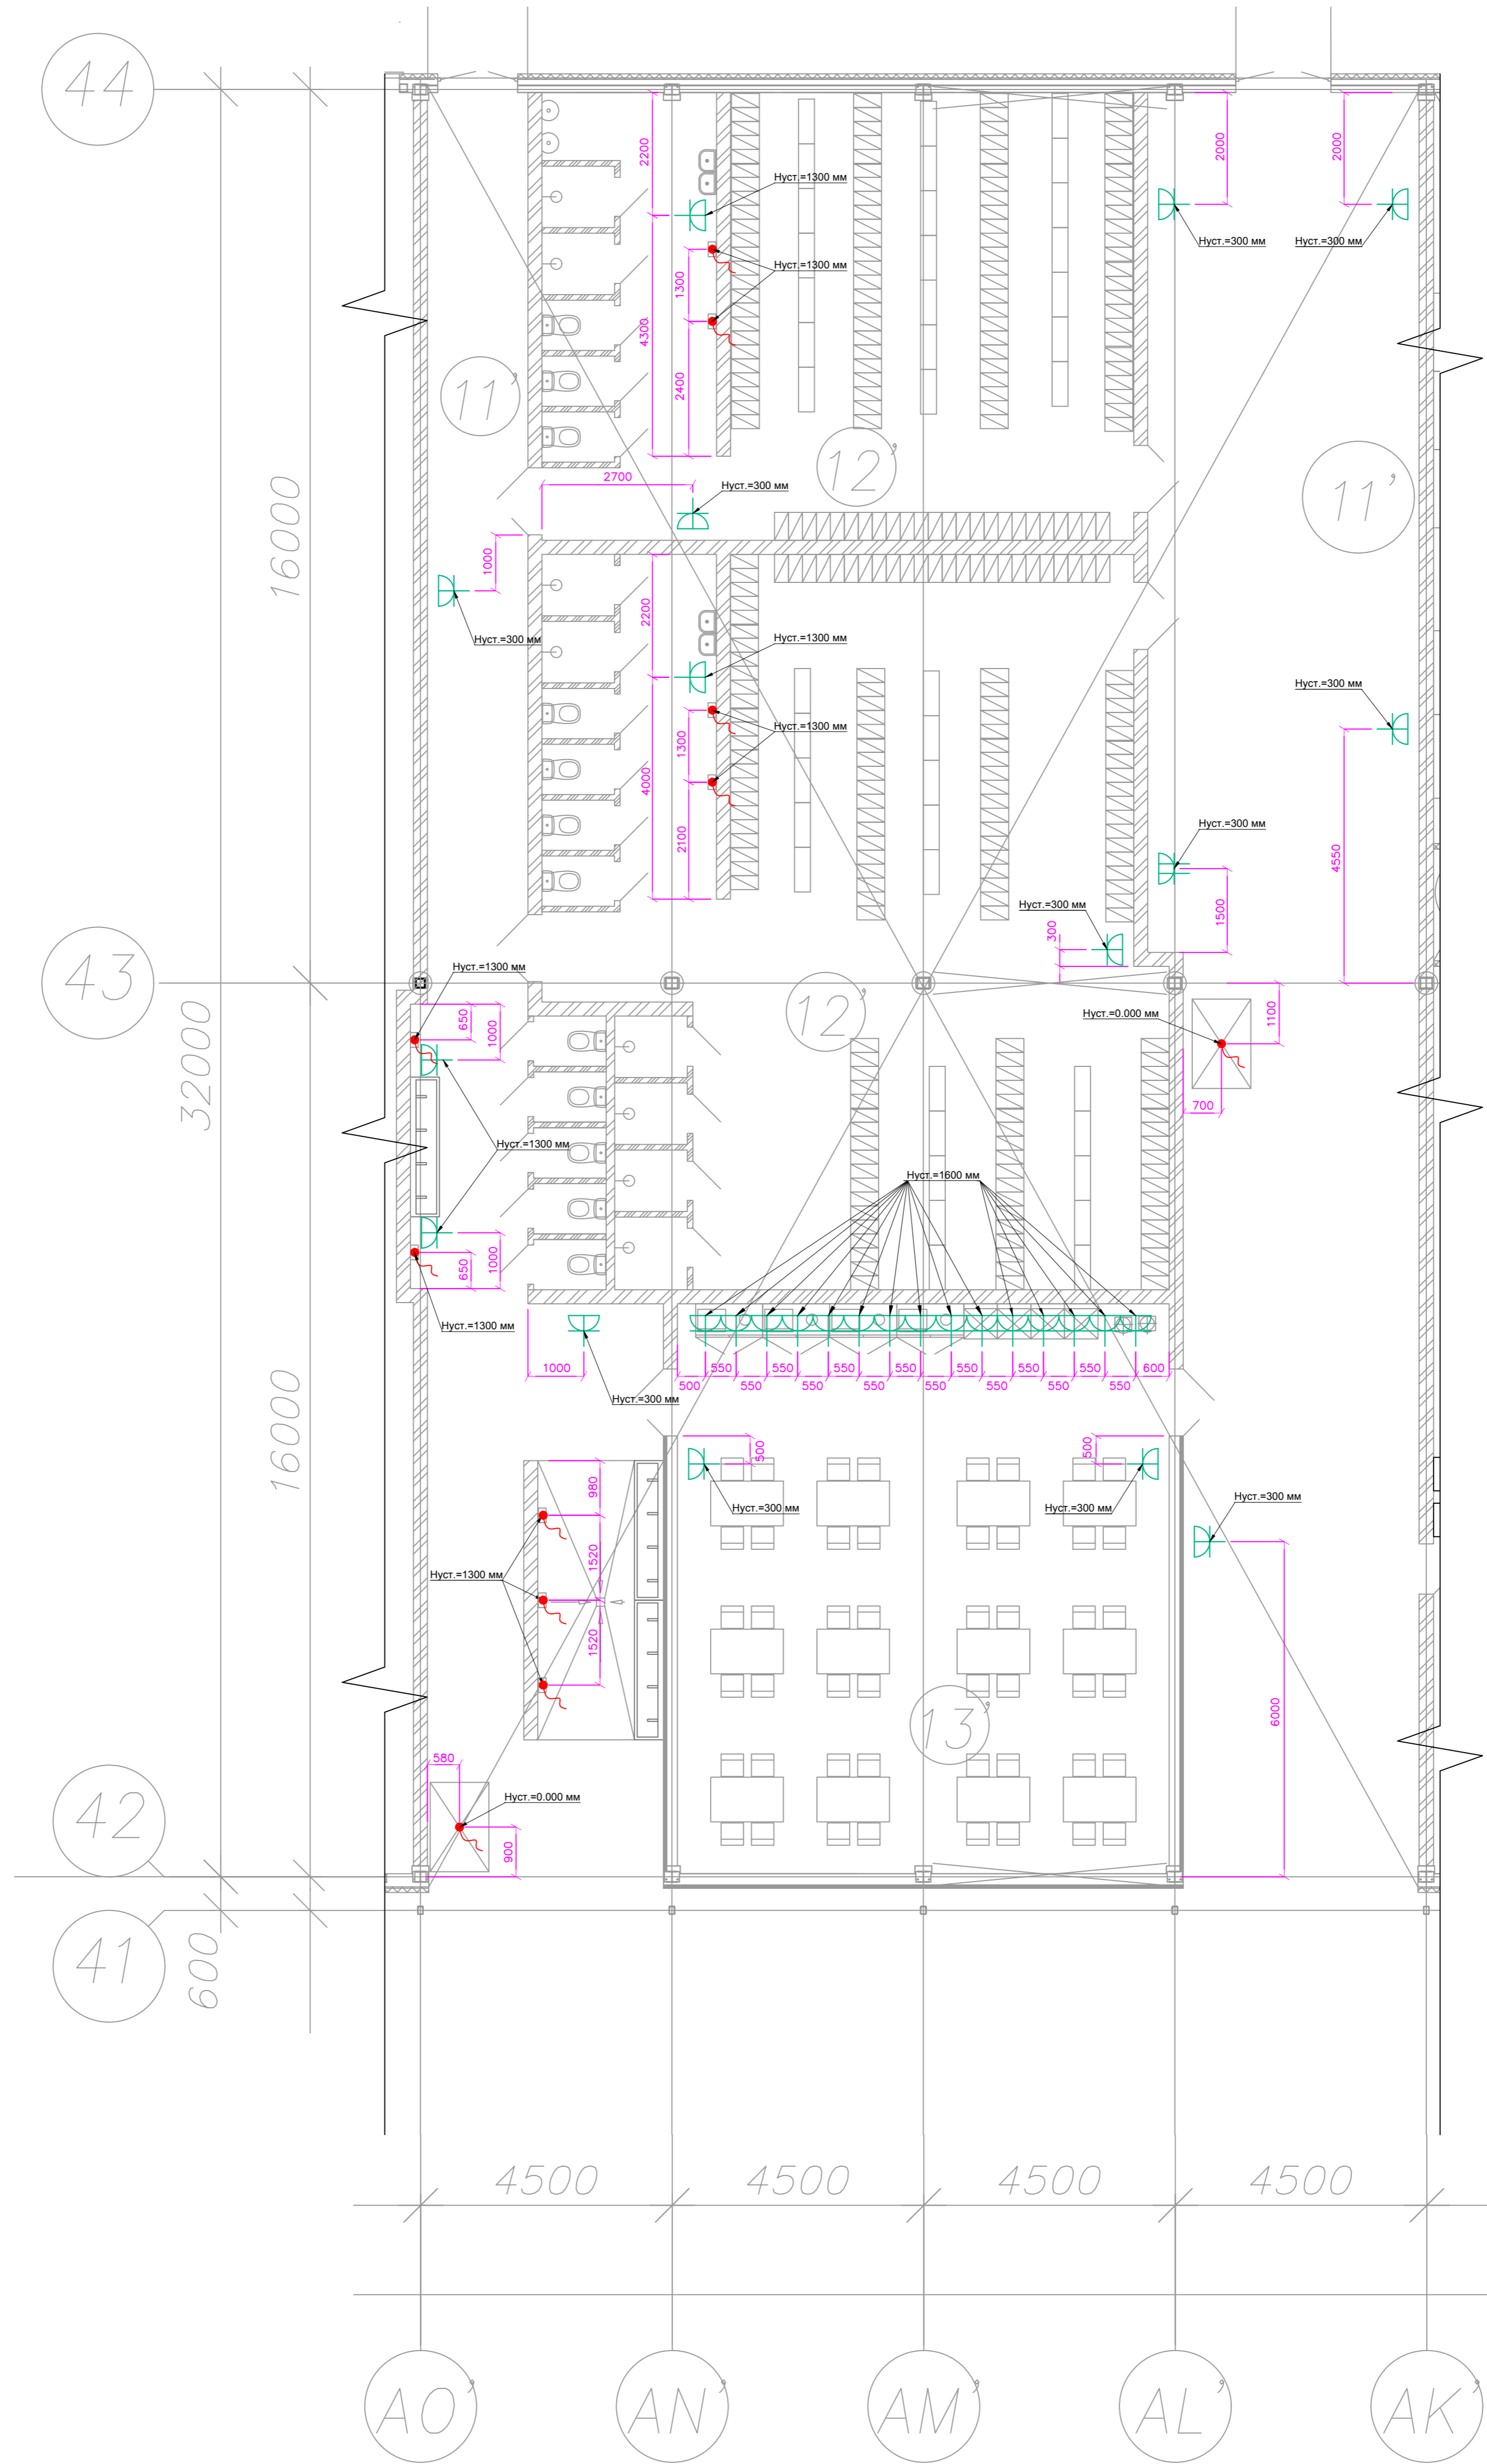 44
2200
2000
2000
Нуст.=1300 мм
Нуст.=300 мм
Нуст.=300 мм
Нуст.=1300 мм
1300
4300
2400
11'
12'
11'
16000
2700
Нуст.=300 мм
1000
2200
Нуст.=300 мм
Нуст.=1300 мм
Нуст.=300 мм
1300
Нуст.=1300 мм
4000
2100
Нуст.=300 мм
4550
1500
Нуст.=300 мм
300
43
Нуст.=1300 мм
12'
650
1000
Нуст.=0.000 мм
1100
32000
700
Нуст.=1300 мм
Нуст.=1600 мм
650
1000
Нуст.=1300 мм
1000
550
550
550
550
550
550
550
600
500
550
550
550
550
550
550
550
Нуст.=300 мм
16000
500
500
980
Нуст.=300 мм
Нуст.=300 мм
Нуст.=300 мм
1520
Нуст.=1300 мм
1520
13'
6000
580
Нуст.=0.000 мм
42
900
41
600
4500
4500
4500
4500
AO'
AN'
AM'
AL'
AK'